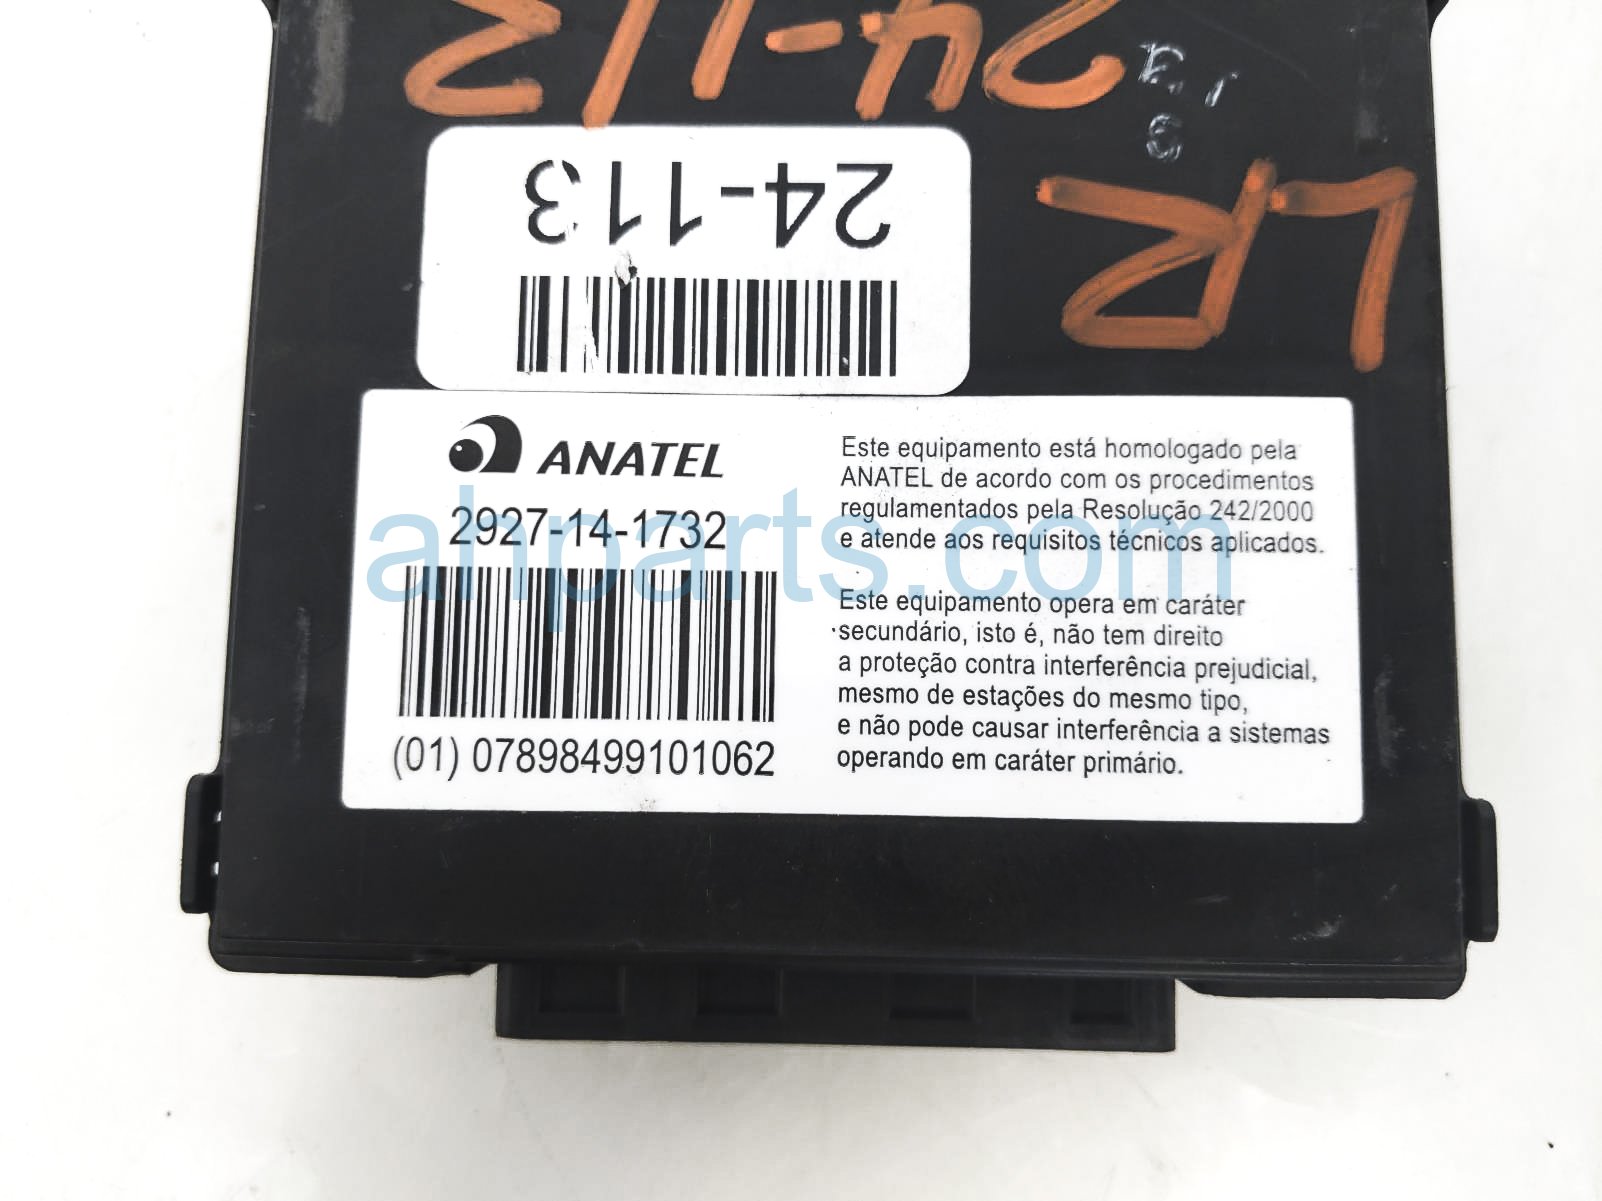 24-113
LR
24-113
ANATEL
2927-14-1732
(01) 07898499101062
Este equipamento está homologado pela
ANATEL de acordo com os procedimentos
regulamentados pela Resolução 242/2000
e atende aos requisitos técnicos aplicados.
Este equipamento opera em caráter
secundário, isto é, não tem direito
a proteção contra interferência prejudicial,
mesmo de estações do mesmo tipo,
e não pode causar interferência a sistemas
operando em caráter primário.
ahparts.com